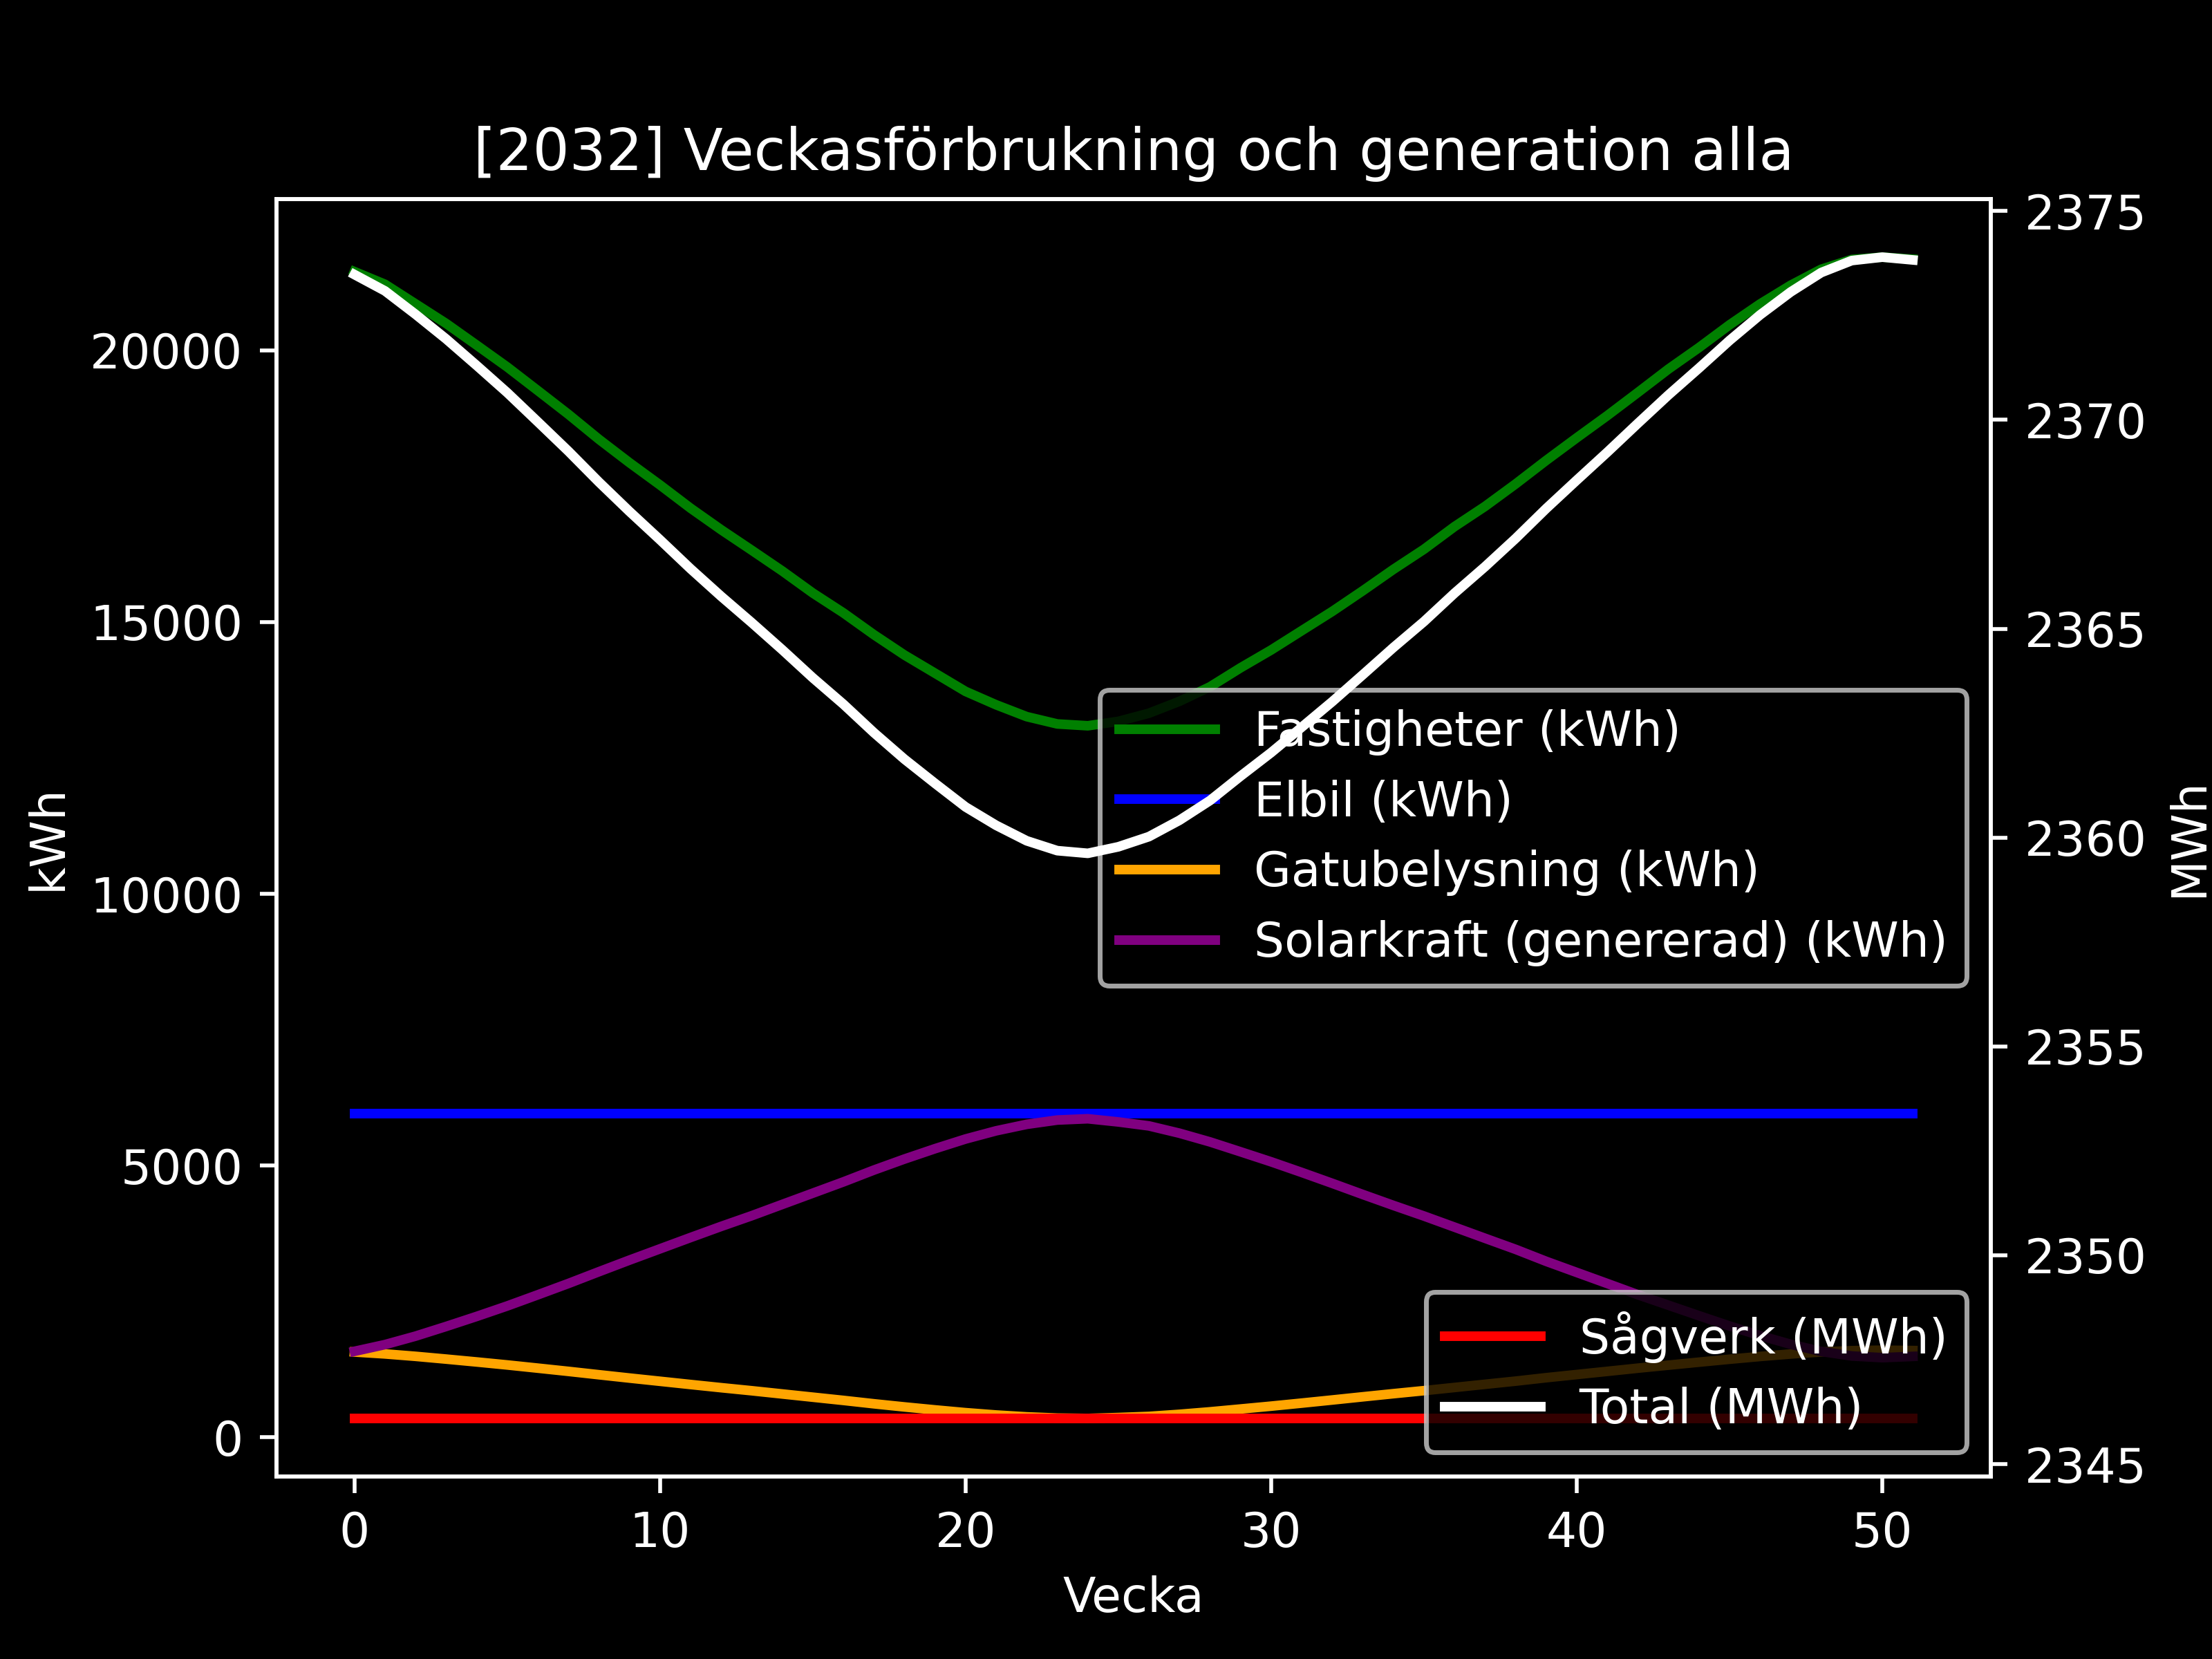 [2032] Veckasförbrukning och generation alla
kWh
20000
15000
10000
5000
0
2375
2370
2365
2360
2355
2350
2345
MWh
Fastigheter (kWh)
Elbil (kWh)
Gatubelysning (kWh)
Solarkraft (genererad) (kWh)
Sågverk (MWh)
Total (MWh)
0 10 20 30 40 50
Vecka